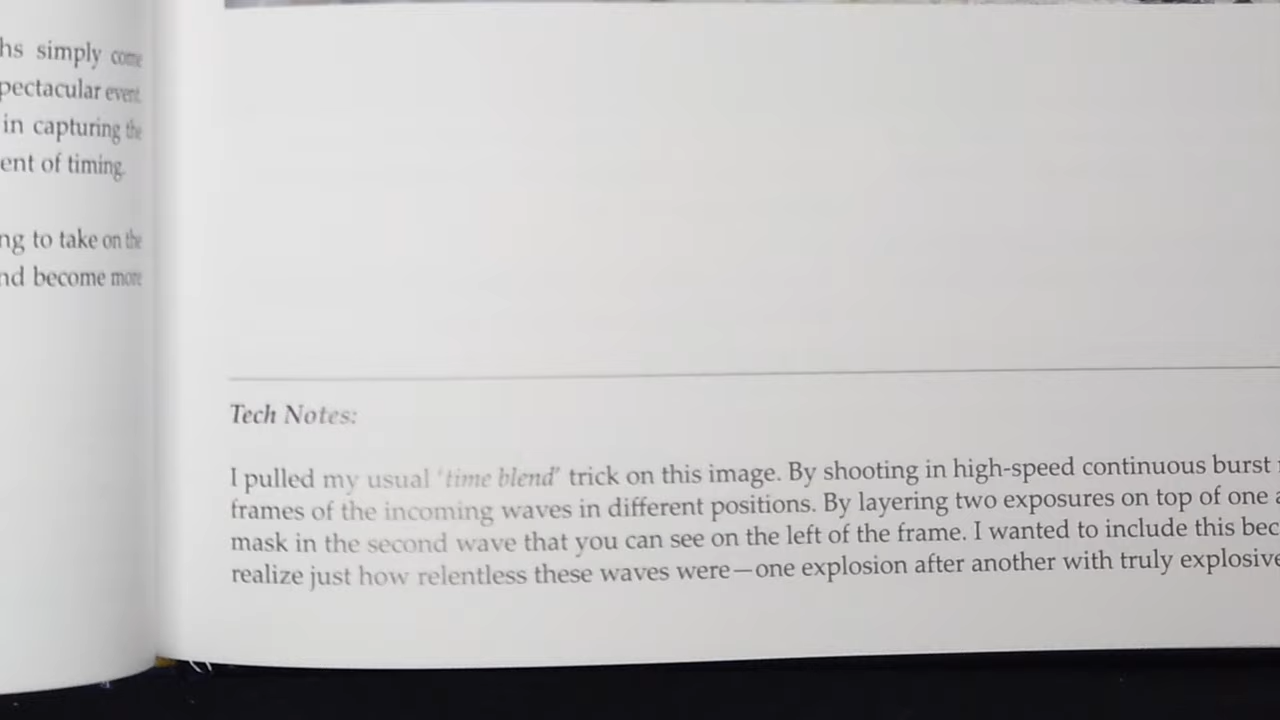 hs simply come
pectacular event.
in capturing the
ent of timing.
ng to take on the
nd become more
Tech Notes:
I pulled my usual ‘time blend’ trick on this image. By shooting in high-speed continuous burst
frames of the incoming waves in different positions. By layering two exposures on top of one a
mask in the second wave that you can see on the left of the frame. I wanted to include this bec
realize just how relentless these waves were—one explosion after another with truly explosive